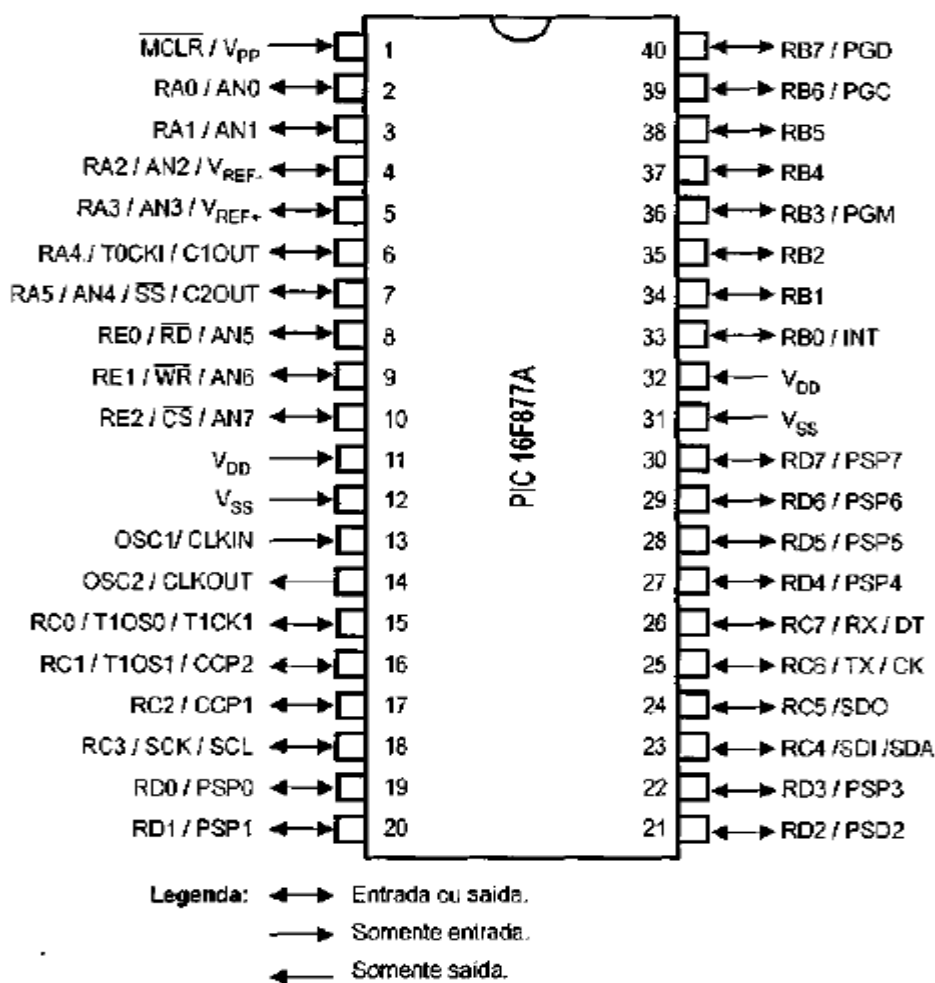 MCLR / VPP 1
RA0 / AN0 2
RA1 / AN1 3
RA2 / AN2 / VREF- 4
RA3 / AN3 / VREF+ 5
RA4 / T0CKI / C1OUT 6
RA5 / AN4 / SS / C2OUT 7
RE0 / RD / AN5 8
RE1 / WR / AN6 9
RE2 / CS / AN7 10
VDD 11
VSS 12
OSC1/ CLKIN 13
OSC2 / CLKOUT 14
RC0 / T1OS0 / T1CK1 15
RC1 / T1OS1 / CCP2 16
RC2 / CCP1 17
RC3 / SCK / SCL 18
RD0 / PSP0 19
RD1 / PSP1 20
PIC 16F877A
40 RB7 / PGD
39 RB6 / PGC
38 RB5
37 RB4
36 RB3 / PGM
35 RB2
34 RB1
33 RB0 / INT
32 VDD
31 VSS
30 RD7 / PSP7
29 RD6 / PSP6
28 RD5 / PSP5
27 RD4 / PSP4
26 RC7 / RX / DT
25 RC6 / TX / CK
24 RC5 /SDO
23 RC4 /SDI /SDA
22 RD3 / PSP3
21 RD2 / PSD2
Legenda: Entrada ou saída.
Somente entrada.
Somente saída.